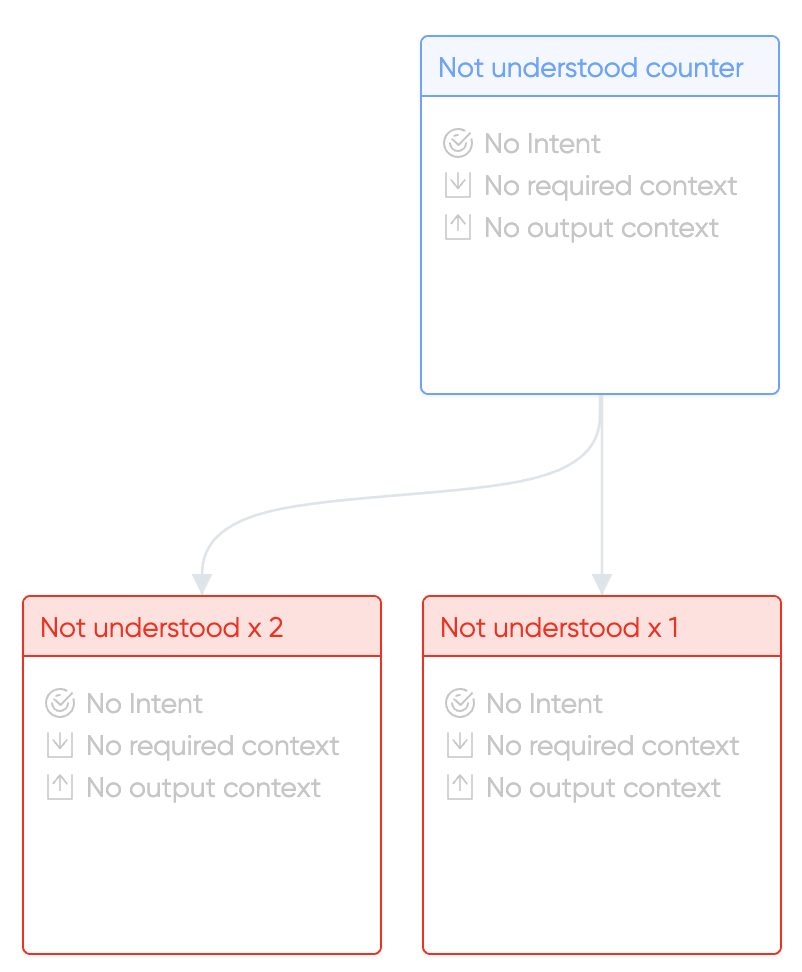 Not understood counter
No Intent
No required context
No output context
Not understood x 2
No Intent
No required context
No output context
Not understood x 1
No Intent
No required context
No output context